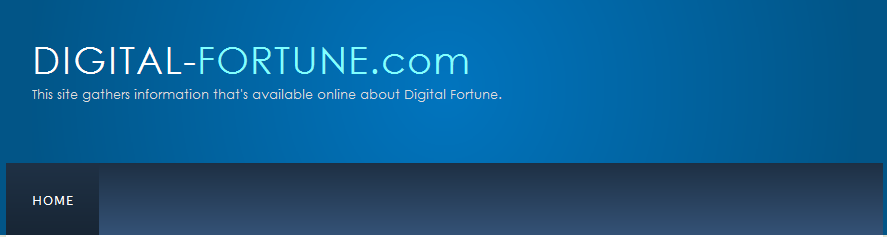 DIGITAL-FORTUNE.com
This site gathers information that's available online about Digital Fortune.
HOME